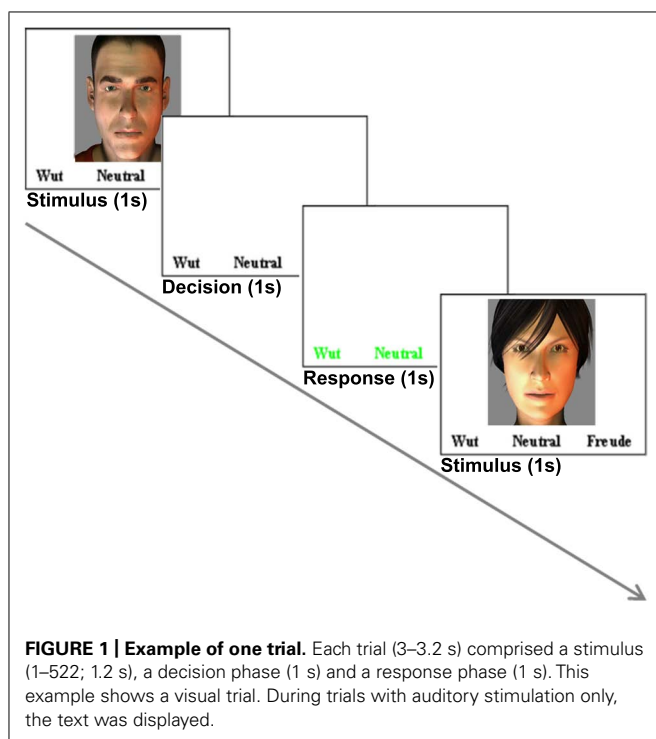 Wut Neutral
Stimulus (1s)
Wut Neutral
Decision (1s)
Wut Neutral
Response (1s)
Wut Neutral Freude
Stimulus (1s)
FIGURE 1 | Example of one trial. Each trial (3–3.2 s) comprised a stimulus
(1–522; 1.2 s), a decision phase (1 s) and a response phase (1 s). This
example shows a visual trial. During trials with auditory stimulation only,
the text was displayed.